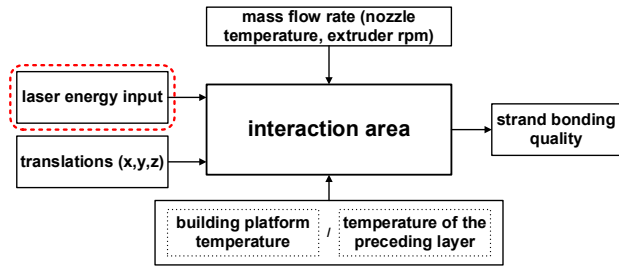 mass flow rate (nozzle
temperature, extruder rpm)
laser energy input
interaction area
strand bonding
quality
translations (x,y,z)
building platform
temperature
/
temperature of the
preceding layer